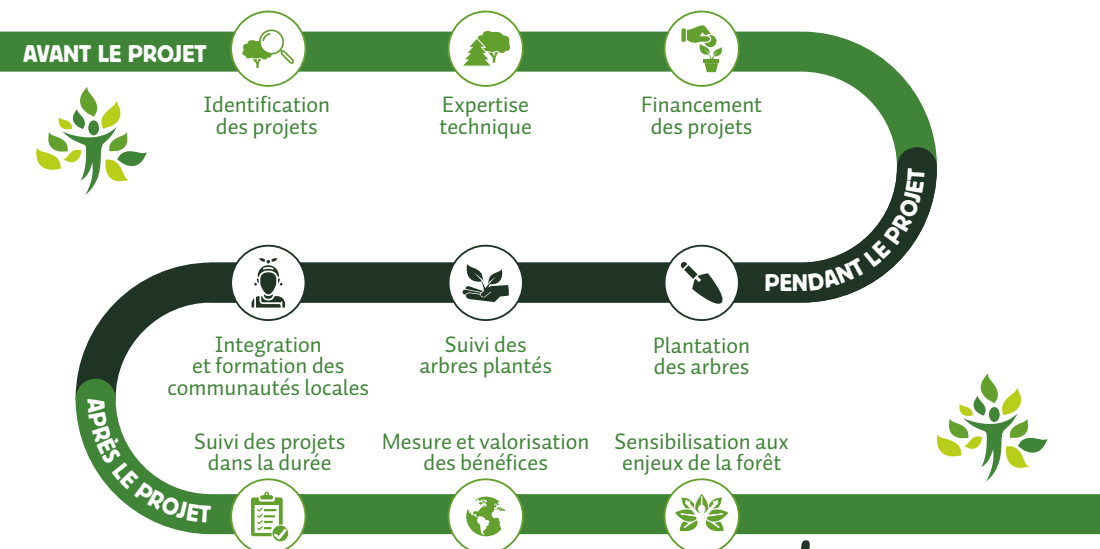 AVANT LE PROJET
Identification
des projets
Expertise
technique
Financement
des projets
PENDANT LE PROJET
Plantation
des arbres
Suivi des
arbres plantés
Integration
et formation des
communautés locales
APRÈS LE PROJET
Suivi des projets
dans la durée
Mesure et valorisation
des bénéfices
Sensibilisation aux
enjeux de la forêt